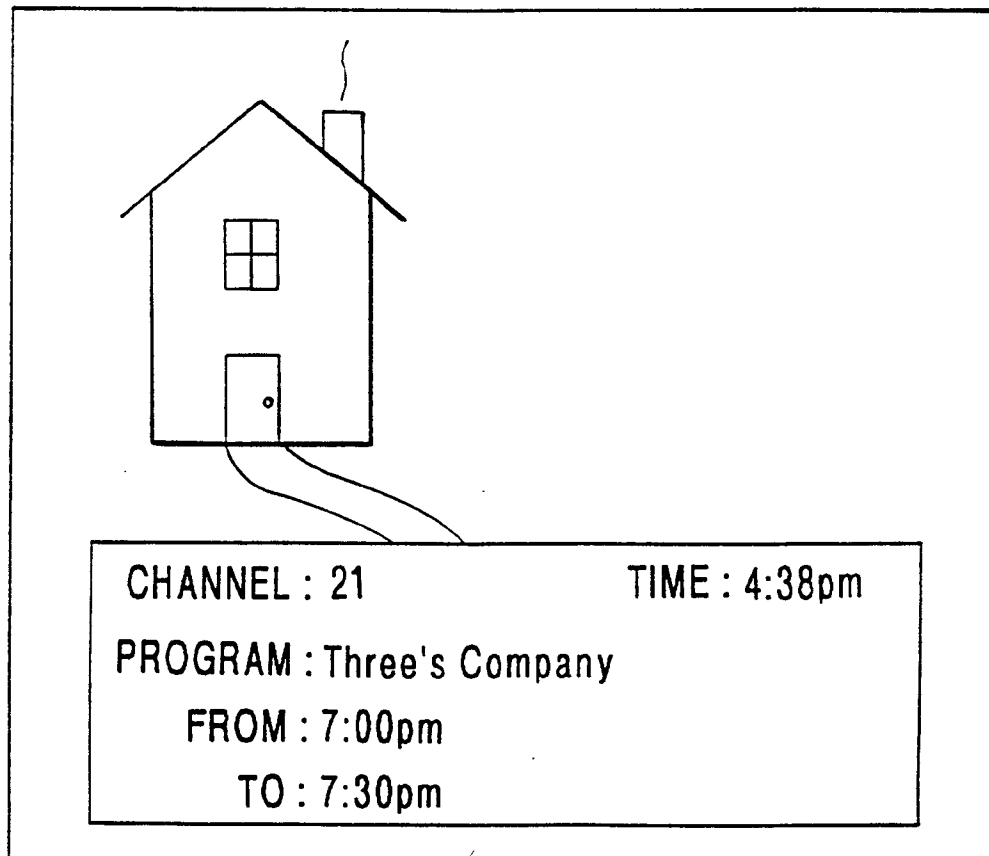 CHANNEL : 21 TIME : 4:38pm
PROGRAM : Three's Company
FROM : 7:00pm
TO : 7:30pm